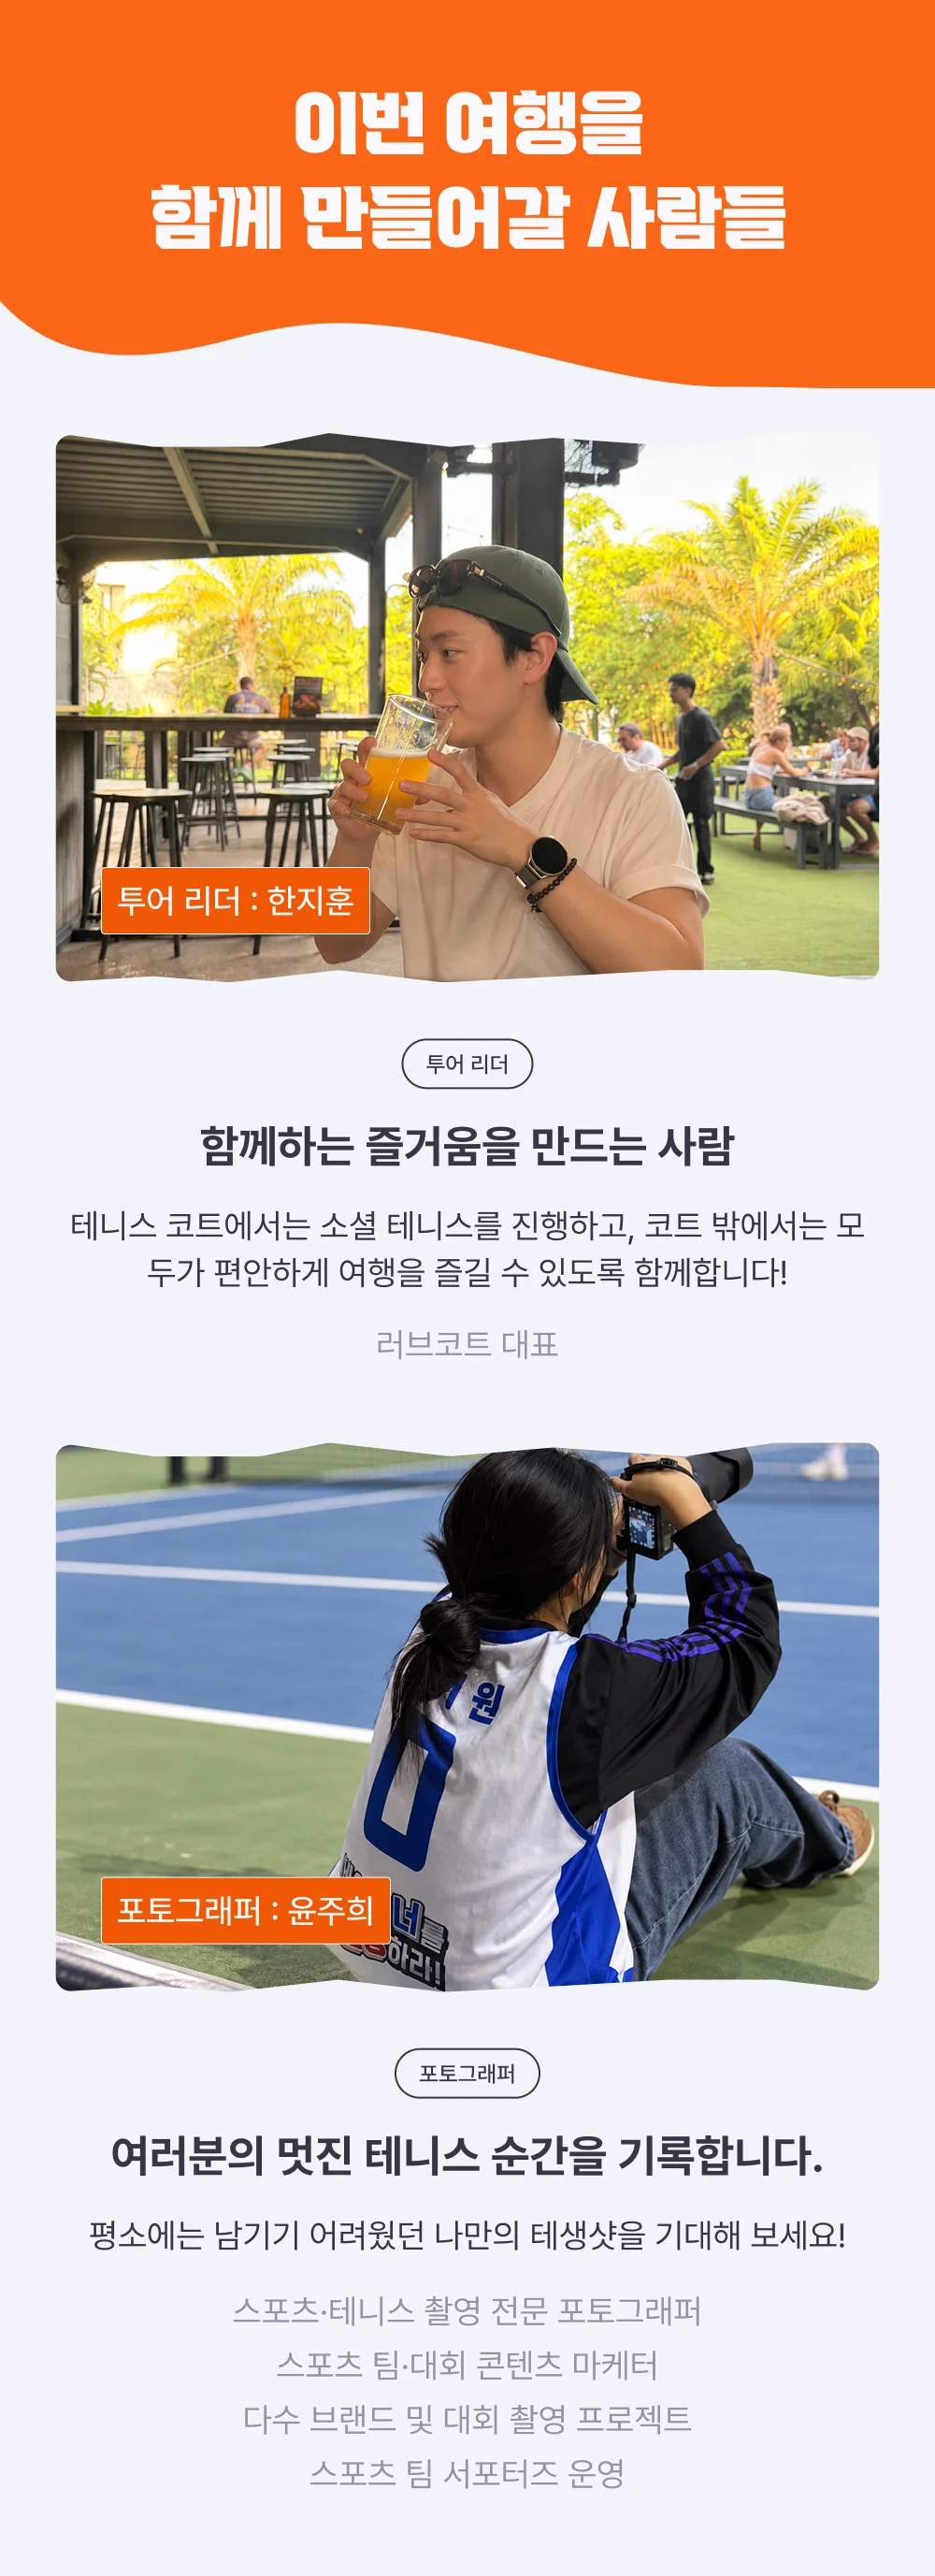 이번 여행을
함께 만들어갈 사람들
투어 리더 : 한지훈
투어 리더
함께하는 즐거움을 만드는 사람
테니스 코트에서는 소셜 테니스를 진행하고, 코트 밖에서는 모
두가 편안하게 여행을 즐길 수 있도록 함께합니다!
러브코트 대표
원
포토그래퍼 : 윤주희
너를
하라!
포토그래퍼
여러분의 멋진 테니스 순간을 기록합니다.
평소에는 남기기 어려웠던 나만의 테생샷을 기대해 보세요!
스포츠·테니스 촬영 전문 포토그래퍼
스포츠 팀·대회 콘텐츠 마케터
다수 브랜드 및 대회 촬영 프로젝트
스포츠 팀 서포터즈 운영